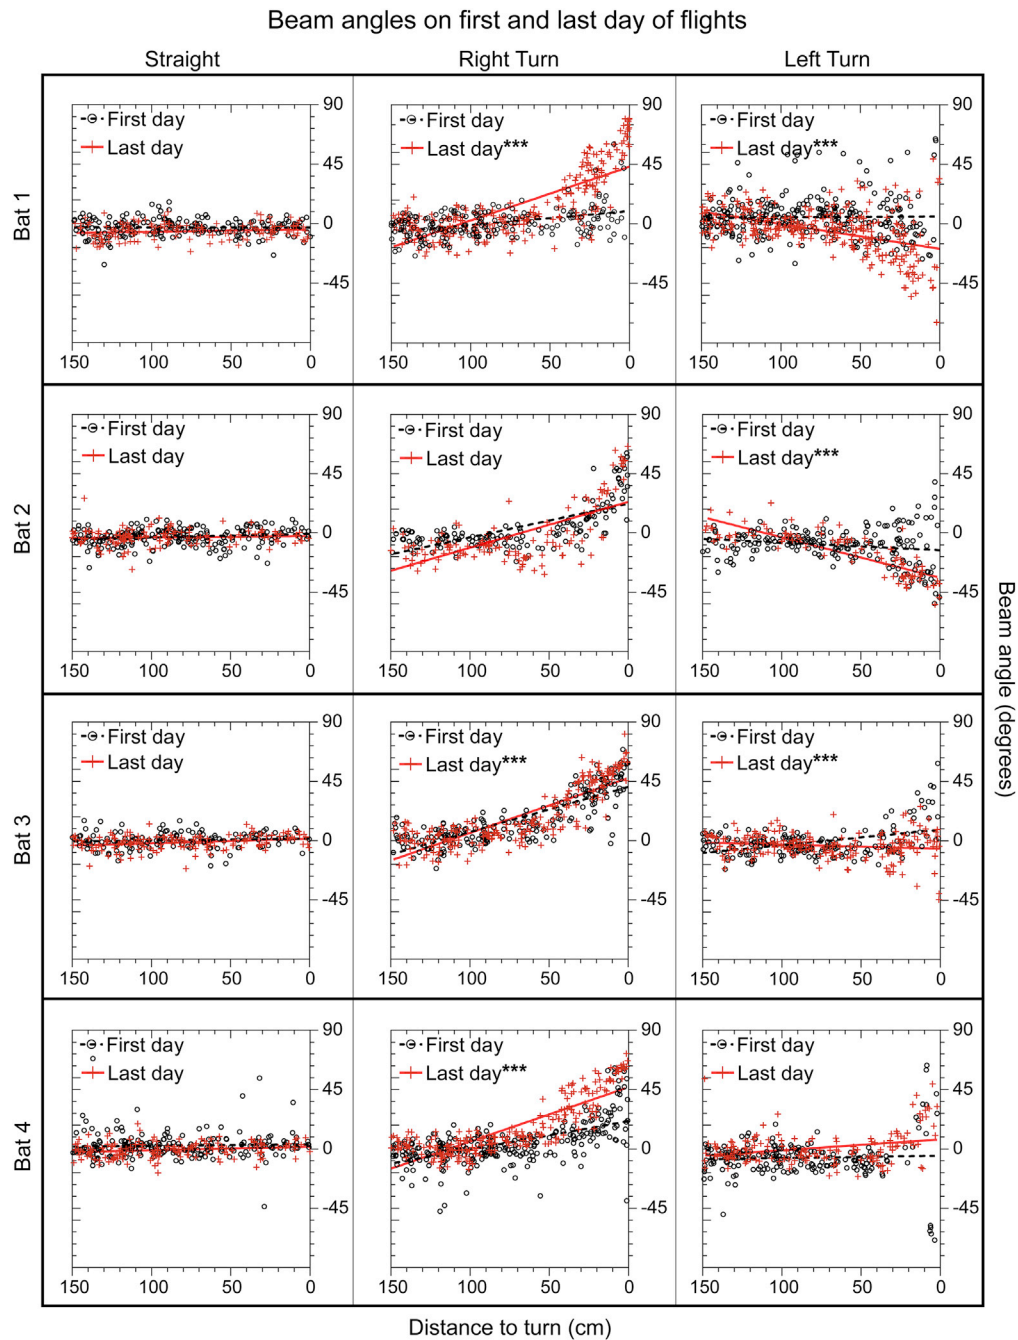 Beam angles on first and last day of flights
Straight Right Turn Left Turn
Bat 1
First day
Last day
90
45
0
-45
150 100 50 0
First day
Last day***
90
45
0
-45
150 100 50 0
First day
Last day***
90
45
0
-45
150 100 50 0
Bat 2
First day
Last day
90
45
0
-45
150 100 50 0
First day
Last day
90
45
0
-45
150 100 50 0
First day
Last day***
90
45
0
-45
150 100 50 0
Bat 3
First day
Last day
90
45
0
-45
150 100 50 0
First day
Last day***
90
45
0
-45
150 100 50 0
First day
Last day***
90
45
0
-45
150 100 50 0
Bat 4
First day
Last day
90
45
0
-45
150 100 50 0
First day
Last day***
90
45
0
-45
150 100 50 0
First day
Last day
90
45
0
-45
150 100 50 0
Beam angle (degrees)
Distance to turn (cm)